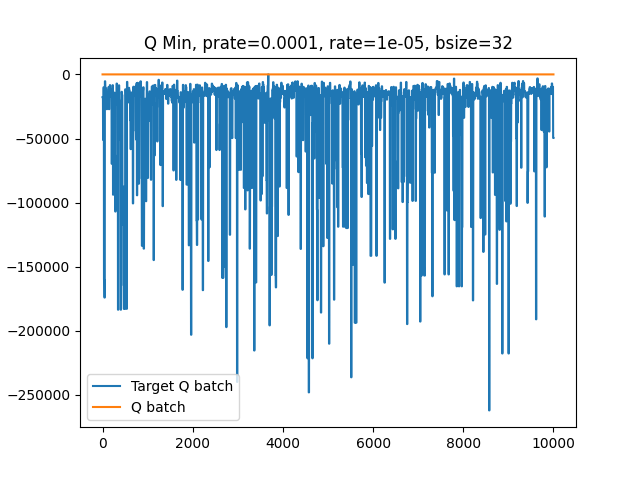 Q Min, prate=0.0001, rate=1e-05, bsize=32
0
−50000
−100000
−150000
−200000
−250000
Target Q batch
Q batch
0 2000 4000 6000 8000 10000